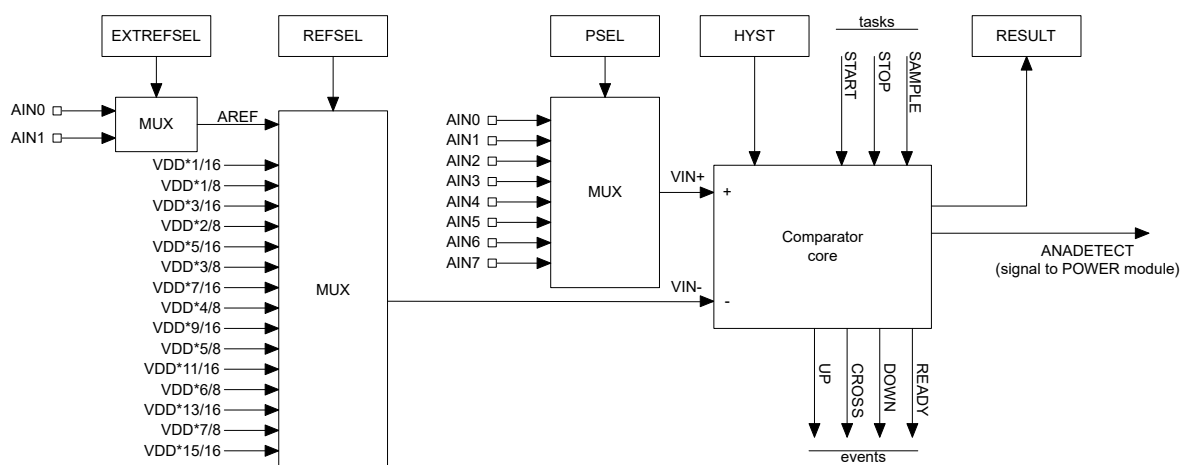 tasks
EXTREFSEL
REFSEL
PSEL
HYST
RESULT
START
STOP
SAMPLE
AIN0
AIN1
MUX
AREF
VDD*1/16
VDD*1/8
VDD*3/16
VDD*2/8
VDD*5/16
VDD*3/8
VDD*7/16
VDD*4/8
VDD*9/16
VDD*5/8
VDD*11/16
VDD*6/8
VDD*13/16
VDD*7/8
VDD*15/16
MUX
AIN0
AIN1
AIN2
AIN3
AIN4
AIN5
AIN6
AIN7
MUX
VIN+
VIN-
+
-
Comparator
core
ANADETECT
(signal to POWER module)
UP
CROSS
DOWN
READY
events